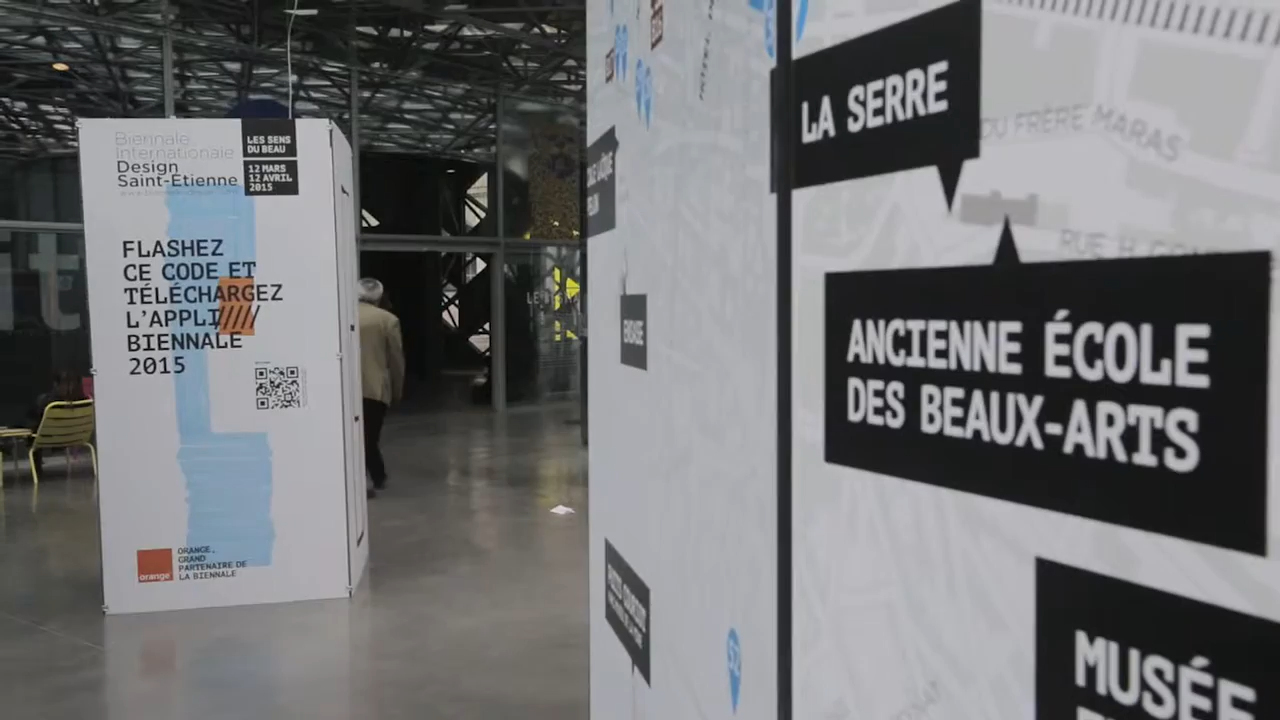 Biennale
Internationale
Design
Saint-Etienne
LES SENS
DU BEAU
12 MARS
12 AVRIL
2015
FLASHEZ
CE CODE ET
TÉLÉCHARGEZ
L'APPLI/////
BIENNALE
2015
orange
ORANGE,
GRAND
PARTENAIRE DE
LA BIENNALE
LA SERRE
DU FRÈRE MARAS
RUE H.
ANCIENNE ÉCOLE
DES BEAUX-ARTS
MUSÉE
52